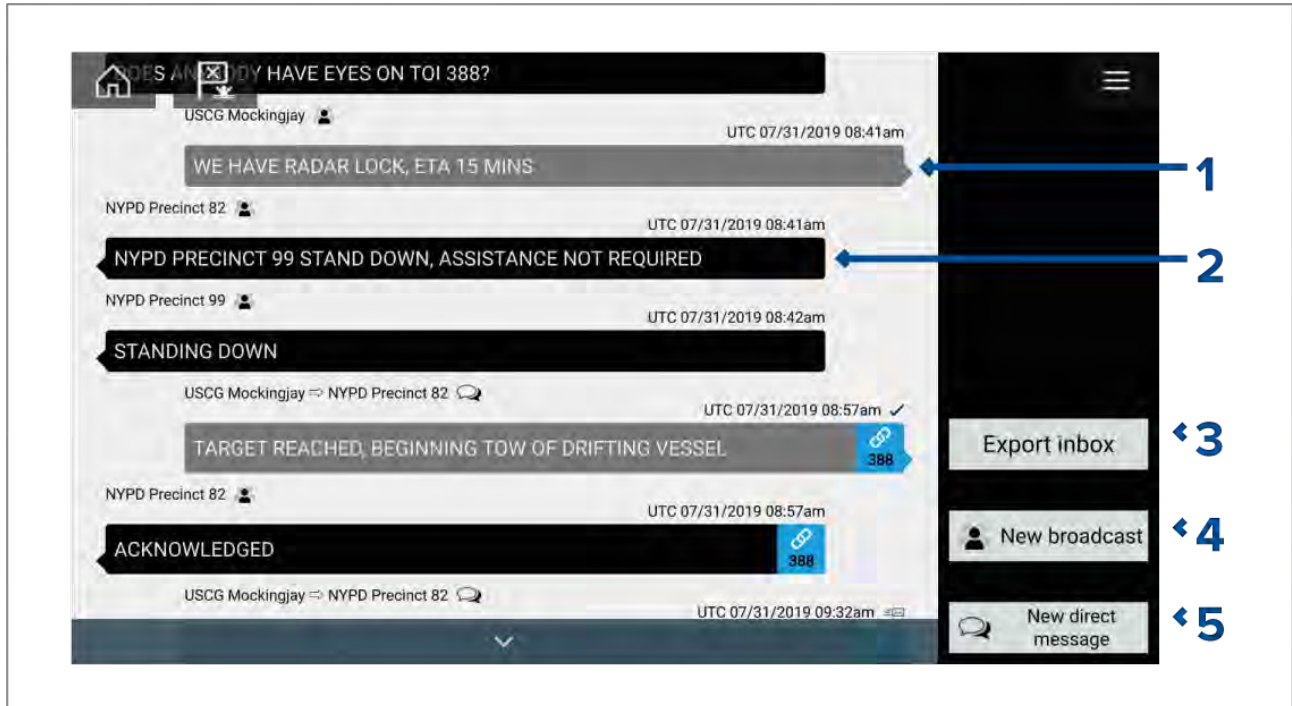 DOES ANYBODY HAVE EYES ON TOI 388?
USCG Mockingjay
UTC 07/31/2019 08:41am
WE HAVE RADAR LOCK, ETA 15 MINS
1
NYPD Precinct 82
UTC 07/31/2019 08:41am
NYPD PRECINCT 99 STAND DOWN, ASSISTANCE NOT REQUIRED
2
NYPD Precinct 99
UTC 07/31/2019 08:42am
STANDING DOWN
USCG Mockingjay ⇨ NYPD Precinct 82
UTC 07/31/2019 08:57am ✓
TARGET REACHED, BEGINNING TOW OF DRIFTING VESSEL
388
Export inbox
3
NYPD Precinct 82
UTC 07/31/2019 08:57am
ACKNOWLEDGED
388
New broadcast
4
USCG Mockingjay ⇨ NYPD Precinct 82
UTC 07/31/2019 09:32am
New direct
message
5